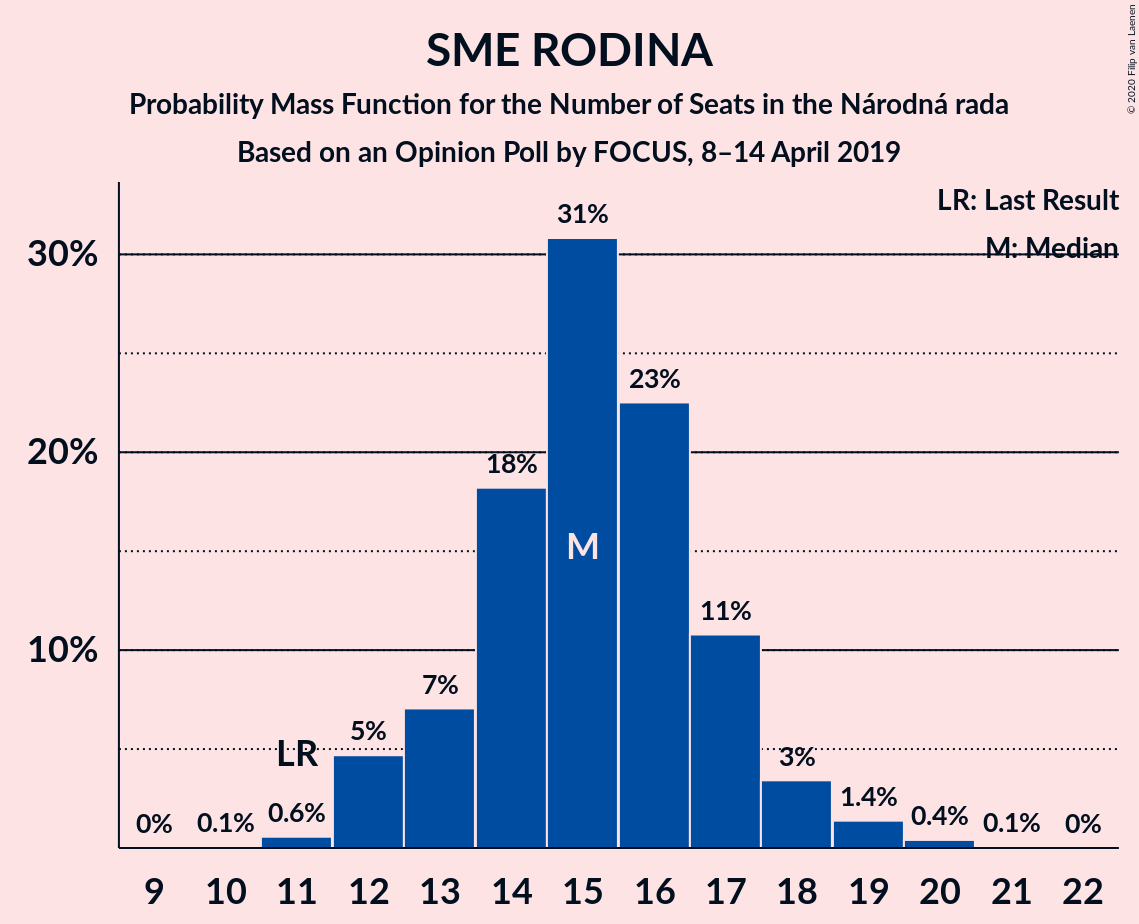 SME RODINA
Probability Mass Function for the Number of Seats in the Národná rada
Based on an Opinion Poll by FOCUS, 8–14 April 2019
© 2020 Filip van Laenen
LR: Last Result
M: Median
30%
20%
10%
0%
0.1%
0.6%
LR
5%
7%
18%
31%
M
23%
11%
3%
1.4%
0.4%
0.1%
0%
9 10 11 12 13 14 15 16 17 18 19 20 21 22